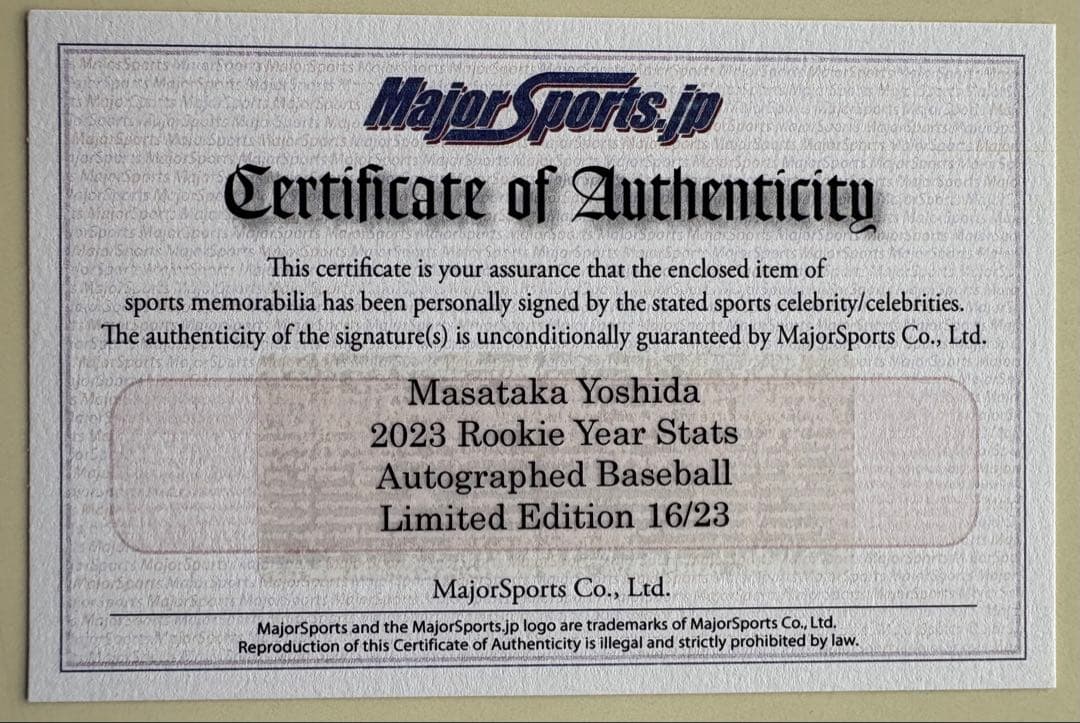 MajorSports.jp
Certificate of Authenticity
This certificate is your assurance that the enclosed item of
sports memorabilia has been personally signed by the stated sports celebrity/celebrities.
The authenticity of the signature(s) is unconditionally guaranteed by MajorSports Co., Ltd.
Masataka Yoshida
2023 Rookie Year Stats
Autographed Baseball
Limited Edition 16/23
MajorSports Co., Ltd.
MajorSports and the MajorSports.jp logo are trademarks of MajorSports Co., Ltd.
Reproduction of this Certificate of Authenticity is illegal and strictly prohibited by law.